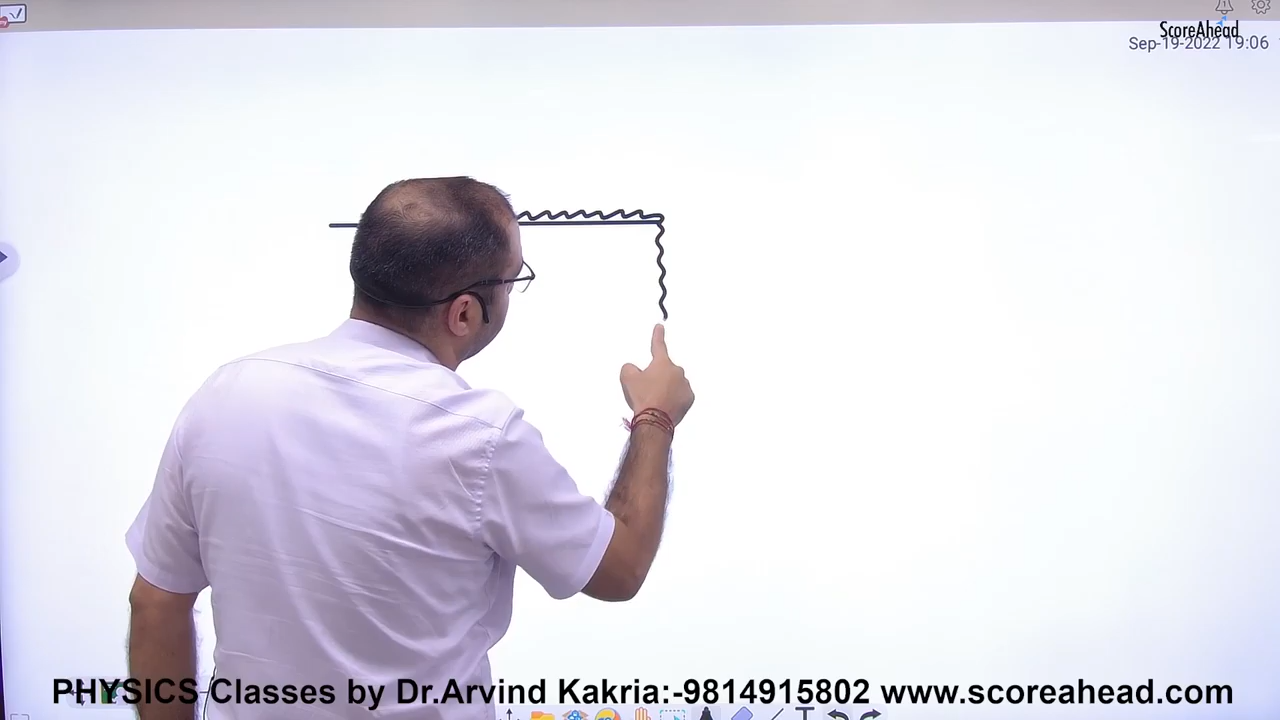 ScoreAhead
Sep-19-2022 19:06
PHYSICS Classes by Dr.Arvind Kakria:-9814915802 www.scoreahead.com